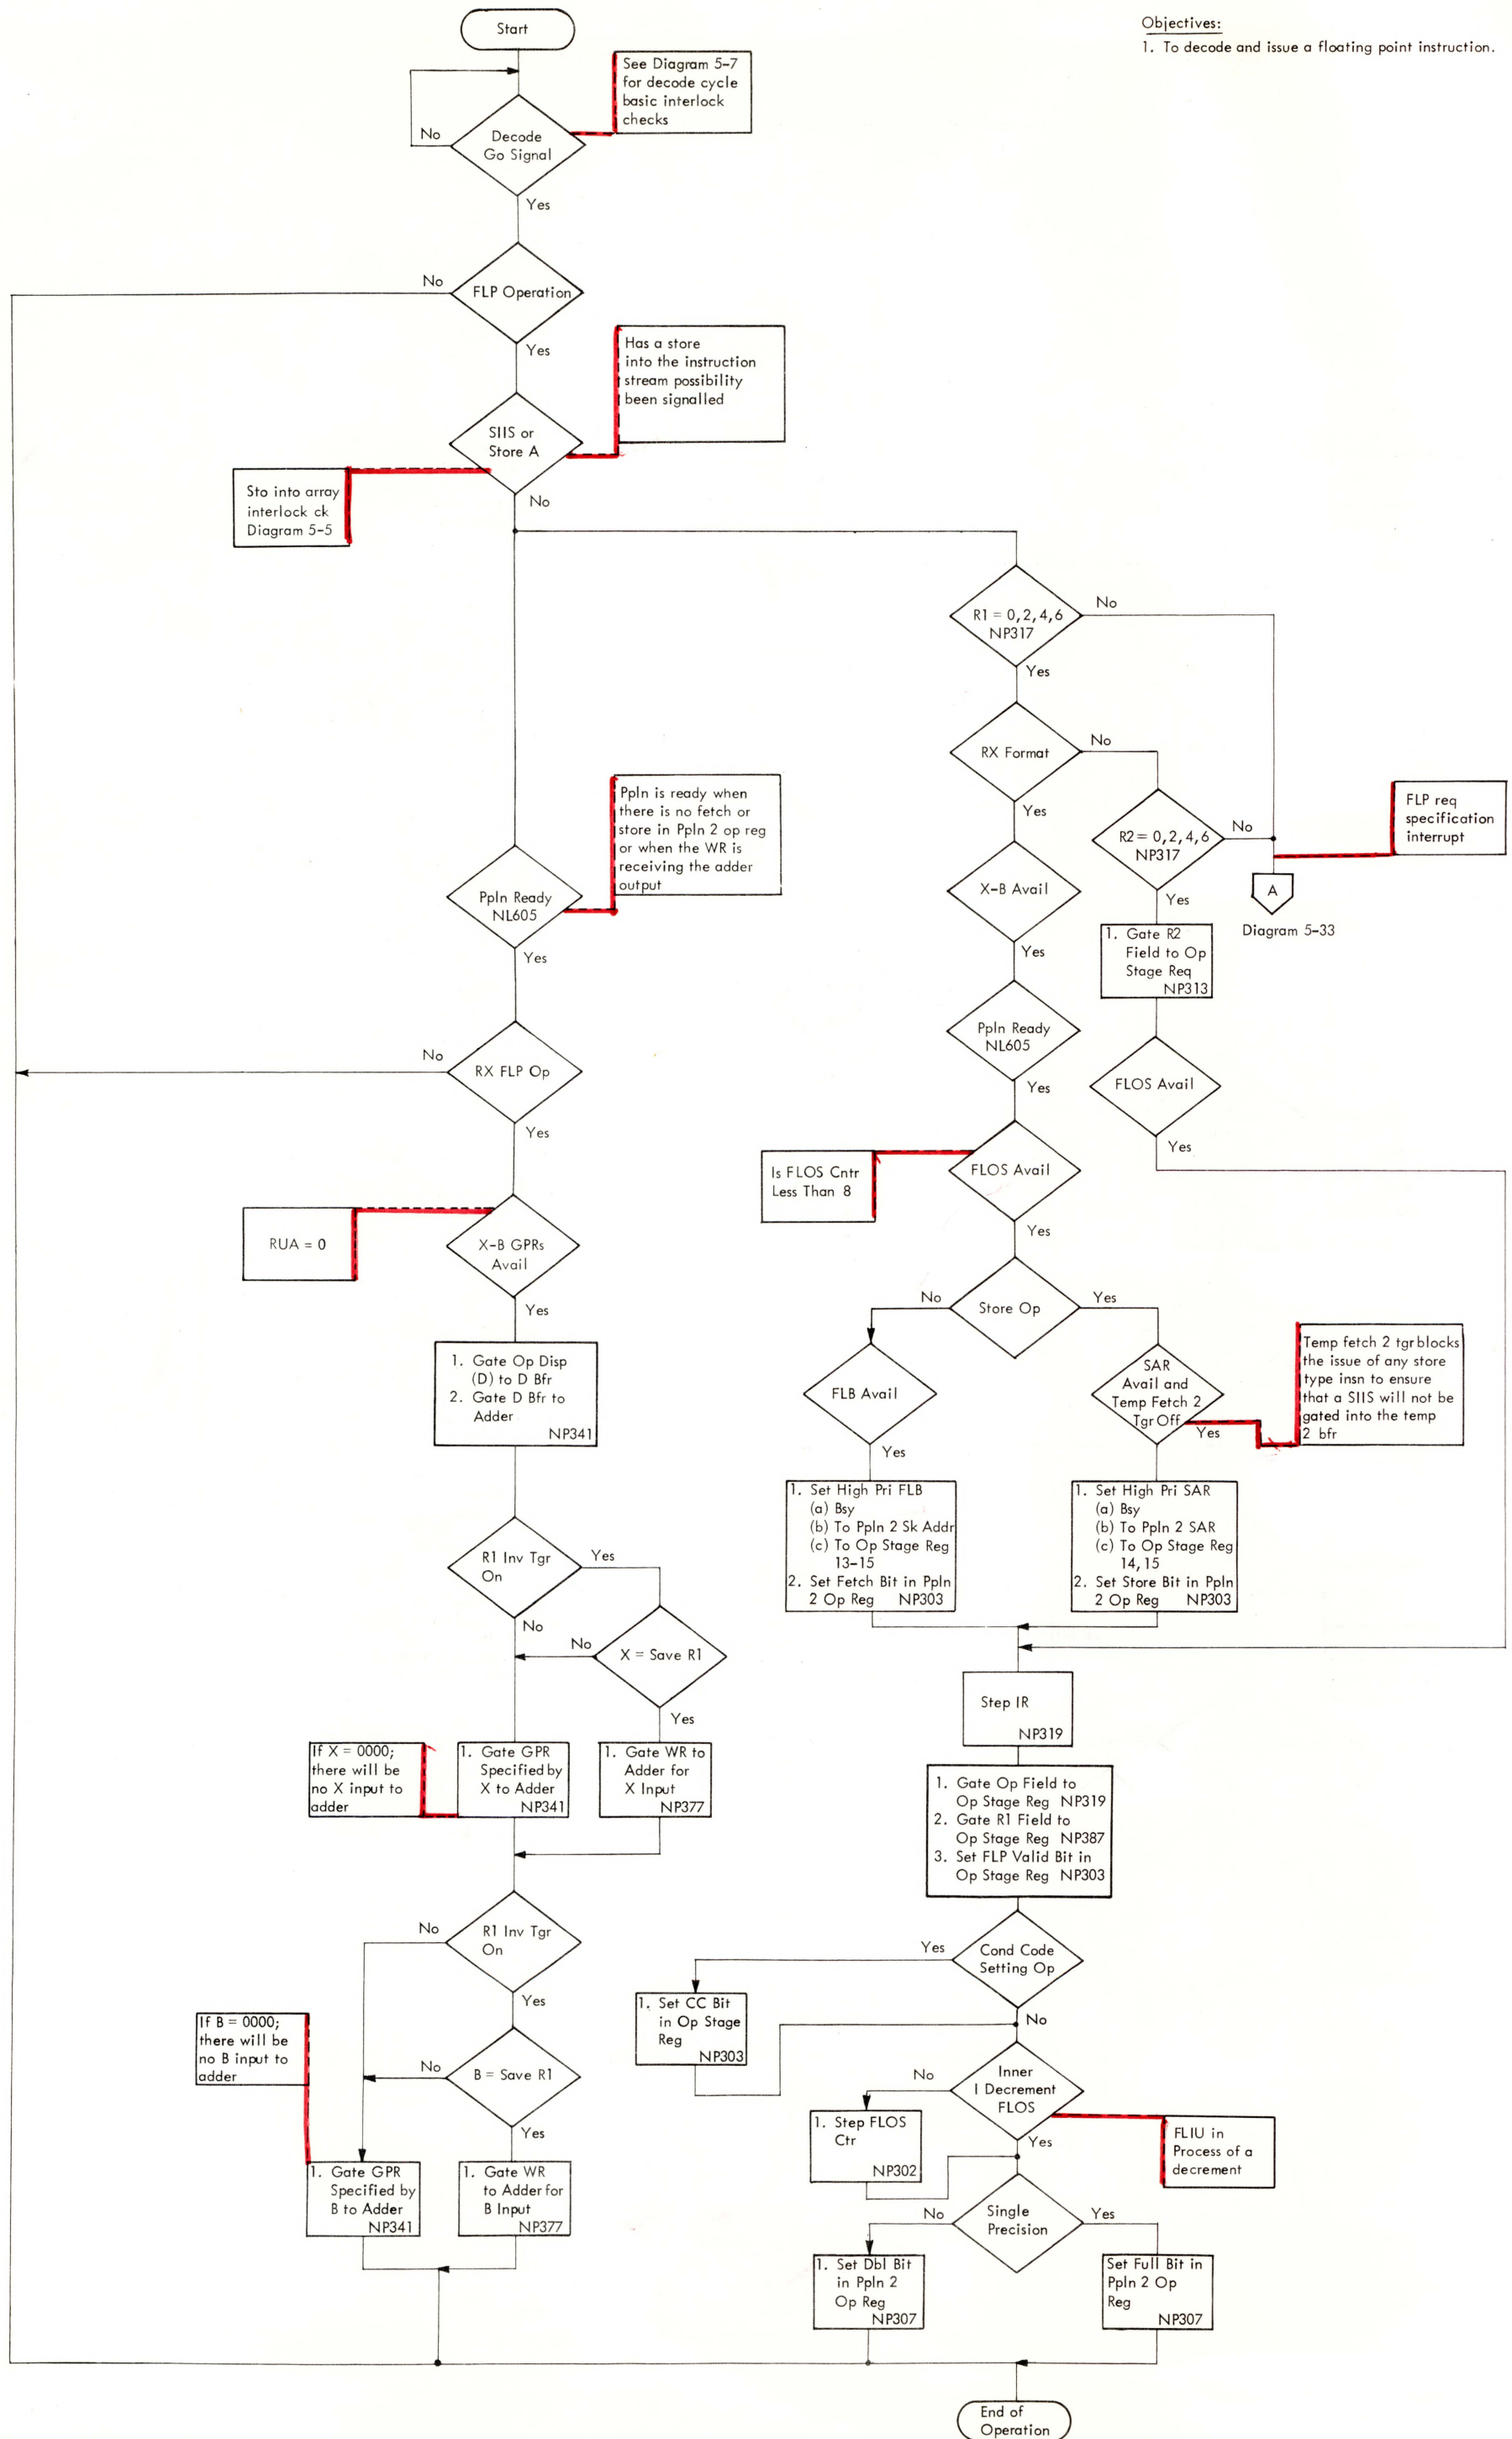 Objectives:
1. To decode and issue a floating point instruction.
Start
See Diagram 5-7
for decode cycle
basic interlock
checks
No
Decode
Go Signal
Yes
No
FLP Operation
Yes
Has a store
into the instruction
stream possibility
been signalled
SIIS or
Store A
Sto into array
interlock ck
Diagram 5-5
No
R1 = 0,2,4,6
NP317
No
Yes
RX Format
No
Yes
Ppln is ready when
there is no fetch or
store in Ppln 2 op reg
or when the WR is
receiving the adder
output
Ppln Ready
NL605
Yes
R2 = 0,2,4,6
NP317
No
Yes
FLP req
specification
interrupt
A
Diagram 5-33
X-B Avail
Yes
1. Gate R2
Field to Op
Stage Req
NP313
Ppln Ready
NL605
Yes
FLOS Avail
Yes
No
RX FLP Op
Yes
Is FLOS Cntr
Less Than 8
FLOS Avail
Yes
RUA = 0
X-B GPRs
Avail
Yes
No
Store Op
Yes
1. Gate Op Disp
(D) to D Bfr
2. Gate D Bfr to
Adder
NP341
FLB Avail
Yes
SAR
Avail and
Temp Fetch 2
Tgr Off
Yes
Temp fetch 2 tgr blocks
the issue of any store
type insn to ensure
that a SIIS will not be
gated into the temp
2 bfr
1. Set High Pri FLB
(a) Bsy
(b) To Ppln 2 Sk Addr
(c) To Op Stage Reg
13-15
2. Set Fetch Bit in Ppln
2 Op Reg NP303
1. Set High Pri SAR
(a) Bsy
(b) To Ppln 2 SAR
(c) To Op Stage Reg
14,15
2. Set Store Bit in Ppln
2 Op Reg NP303
R1 Inv Tgr
On
Yes
No
No
X = Save R1
Yes
Step IR
NP319
If X = 0000;
there will be
no X input to
adder
1. Gate GPR
Specified by
X to Adder
NP341
1. Gate WR to
Adder for
X Input
NP377
1. Gate Op Field to
Op Stage Reg NP319
2. Gate R1 Field to
Op Stage Reg NP387
3. Set FLP Valid Bit in
Op Stage Reg NP303
No
R1 Inv Tgr
On
Yes
Yes
Cond Code
Setting Op
No
1. Set CC Bit
in Op Stage
Reg
NP303
If B = 0000;
there will be
no B input to
adder
No
B = Save R1
Yes
No
Inner
I Decrement
FLOS
Yes
1. Step FLOS
Ctr
NP302
FLIU in
Process of a
decrement
1. Gate GPR
Specified by
B to Adder
NP341
1. Gate WR
to Adder for
B Input
NP377
No
Single
Precision
Yes
1. Set Dbl Bit
in Ppln 2
Op Reg
NP307
Set Full Bit in
Ppln 2 Op
Reg
NP307
End of
Operation